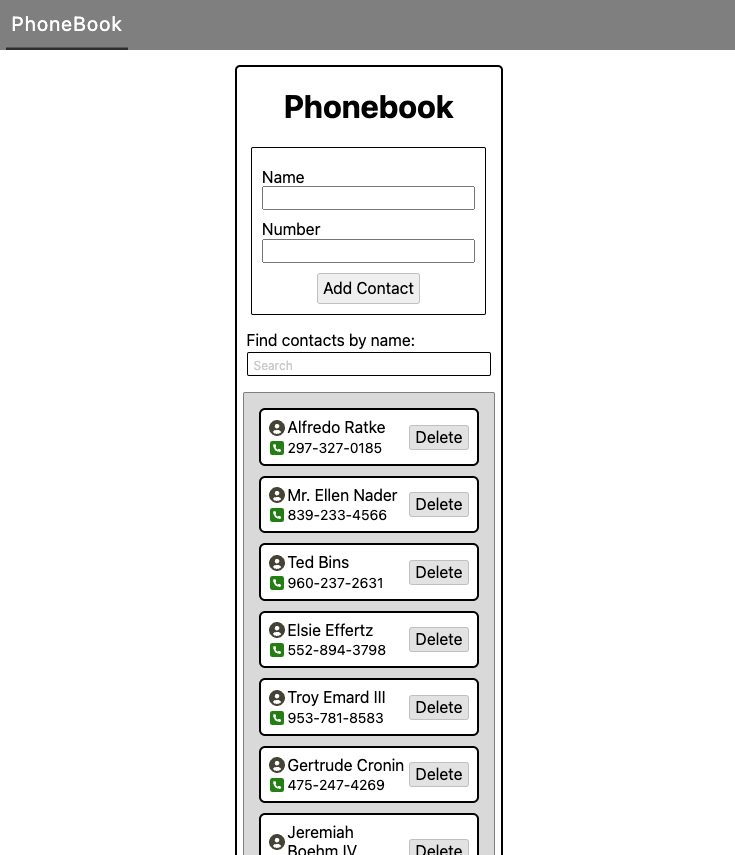 PhoneBook
Phonebook
Name
Number
Add Contact
Find contacts by name:
Search
Alfredo Ratke
297-327-0185
Delete
Mr. Ellen Nader
839-233-4566
Delete
Ted Bins
960-237-2631
Delete
Elsie Effertz
552-894-3798
Delete
Troy Emard III
953-781-8583
Delete
Gertrude Cronin
475-247-4269
Delete
Jeremiah
Boehm IV
Delete